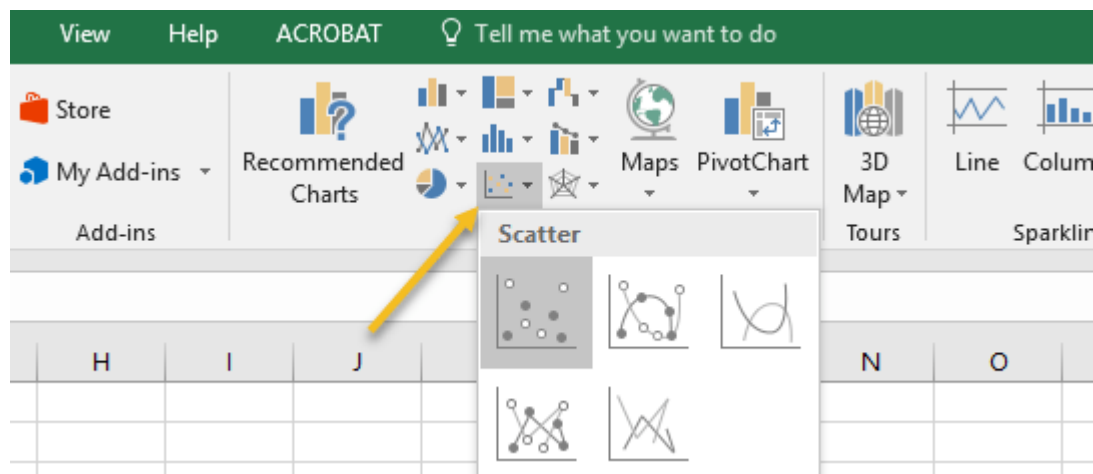 View Help ACROBAT Tell me what you want to do
Store
My Add-ins
Add-ins
Recommended
Charts
Maps
PivotChart
3D
Map
Tours
Line
Colum
Sparklin
Scatter
H I J N O